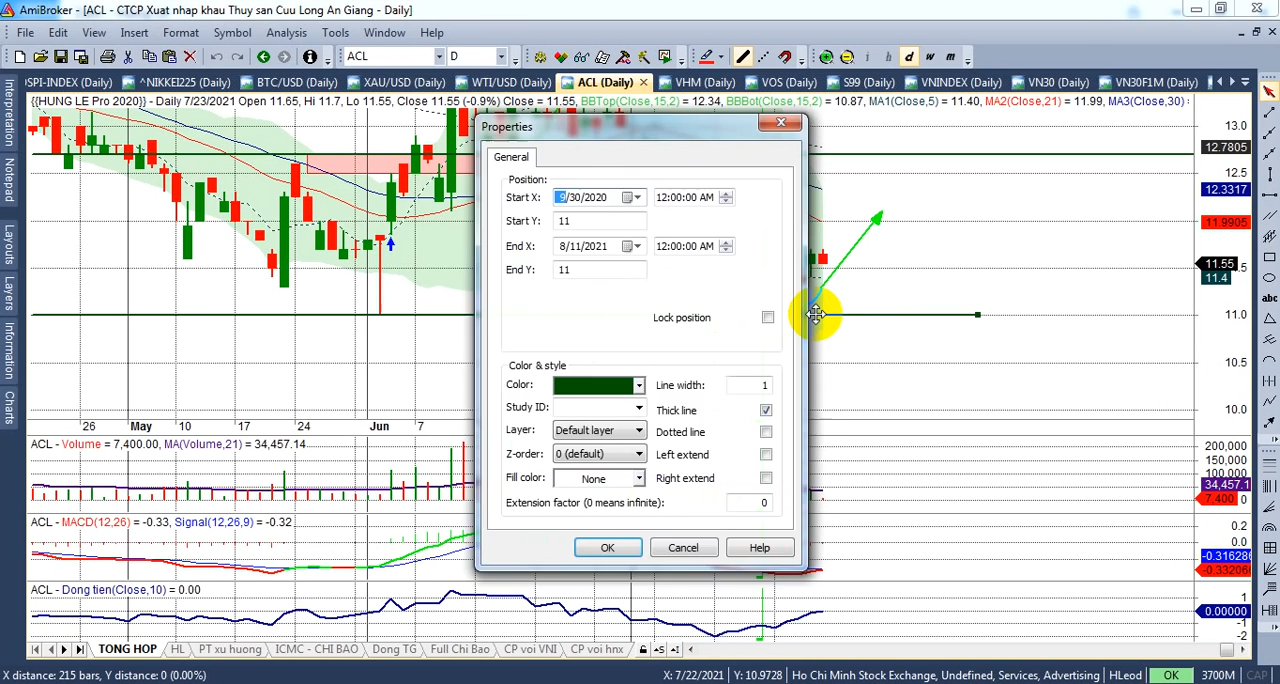 AmiBroker - [ACL - CTCP Xuat nhap khau Thuy san Cuu Long An Giang - Daily]
File Edit View Insert Format Symbol Analysis Tools Window Help
ACL D i h d w m
SPI-INDEX (Daily) ^NIKKEI225 (Daily) BTC/USD (Daily) XAU/USD (Daily) WTI/USD (Daily) ACL (Daily) VHM (Daily) VOS (Daily) S99 (Daily) VNINDEX (Daily) VN30 (Daily) VN30F1M (Daily)
{{HUNG LE Pro 2020}} - Daily 7/23/2021 Open 11.65, Hi 11.7, Lo 11.55, Close 11.55 (-0.9%) Close = 11.55, BBTop(Close,15,2) = 12.34, BBBot(Close,15,2) = 10.87, MA1(Close,5) = 11.40, MA2(Close,21) = 11.99, MA3(Close,30) =
Interpretation
Notepad
Layouts
Layers
Information
Charts
Properties
General
Position:
Start X: 9/30/2020 12:00:00 AM
Start Y: 11
End X: 8/11/2021 12:00:00 AM
End Y: 11
Lock position
Color & style
Color: Line width: 1
Study ID: Thick line
Layer: Default layer Dotted line
Z-order: 0 (default) Left extend
Fill color: None Right extend
Extension factor (0 means infinite): 0
OK Cancel Help
13.0
12.7805
12.5
12.3317
11.9905
11.55
11.4
11.0
10.5
10.0
abc
26 May 10 17 24 Jun 7
ACL - Volume = 7,400.00, MA(Volume,21) = 34,457.14
200,000
150,000
100,000
34,457.1
7,400 0
ACL - MACD(12,26) = -0.33, Signal(12,26,9) = -0.32
0.2
0.0
-0.316286
-0.332066
ACL - Dong tien(Close,10) = 0.00
1
0.00000
-1
-2
TONG HOP HL PT xu huong ICMC - CHI BAO Dong TG Full Chi Bao CP voi VNI CP voi hnx
X distance: 215 bars, Y distance: 0 (0.00%) X: 7/22/2021 Y: 10.9728 Ho Chi Minh Stock Exchange, Undefined, Services, Advertising HLeod OK 3700M CAP